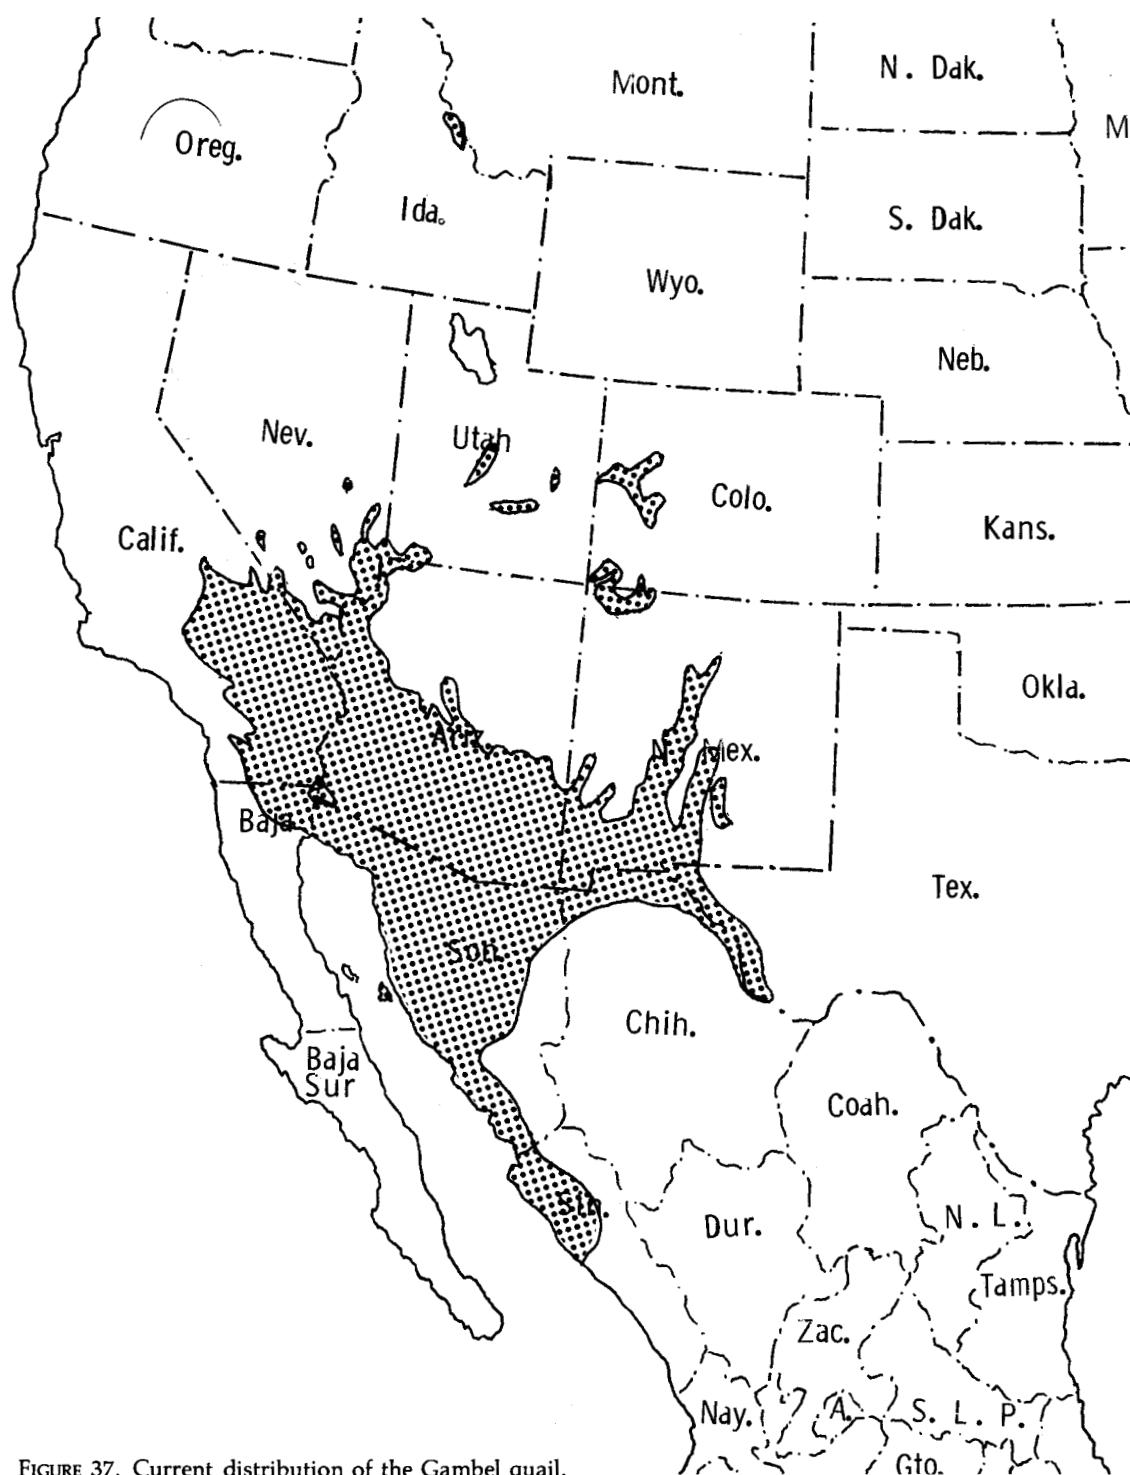 Mont.
N. Dak.
M
Oreg.
Ida.
S. Dak.
Wyo.
Neb.
Nev.
Utah
Colo.
Calif.
Kans.
Okla.
Ariz.
N. Mex.
Baja
Tex.
Son.
Chih.
Baja
Sur
Coah.
Sin.
Dur.
N. L.
Tamps.
Zac.
Nay.
A.
S. L. P.
Gto.
FIGURE 37. Current distribution of the Gambel quail.